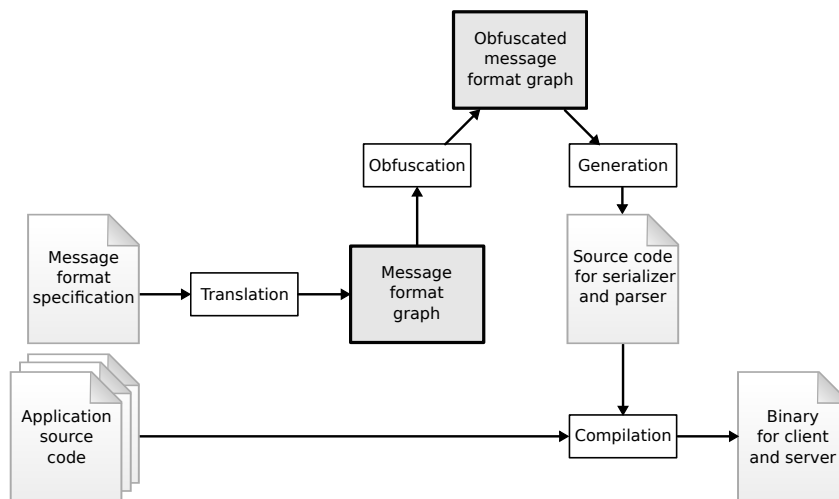 Obfuscated
message
format graph
Obfuscation
Generation
Message
format
specification
Translation
Message
format
graph
Source code
for serializer
and parser
Application
source
code
Compilation
Binary
for client
and server